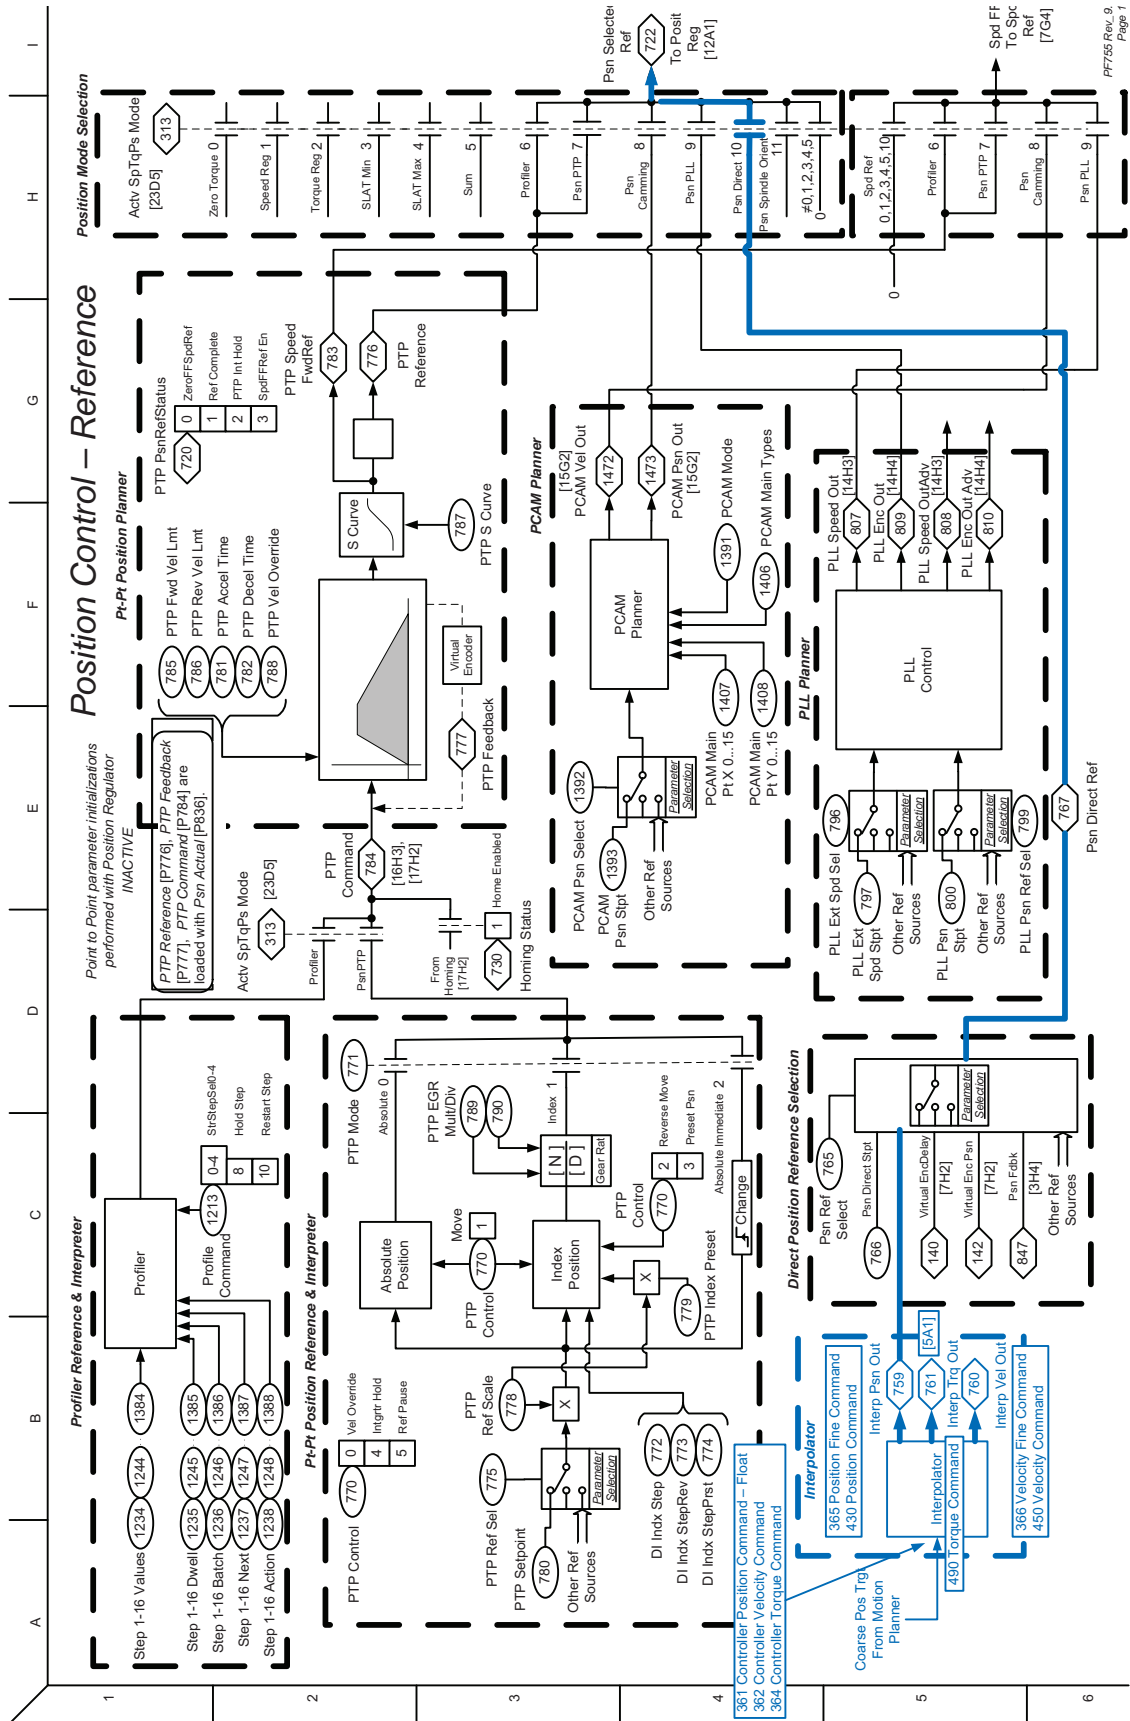 Position Control – Reference
Point to Point parameter initializations
performed with Position Regulator
INACTIVE
PTP Reference [P776], PTP Feedback
[P777], PTP Command [P784] are
loaded with Psn Actual [P836].
Profiler Reference & Interpreter
Step 1-16 Values
1234
1244
1384
Step 1-16 Dwell
1235
1245
1385
Step 1-16 Batch
1236
1246
1386
Step 1-16 Next
1237
1247
1387
Step 1-16 Action
1238
1248
1388
Profiler
Profile
Command
1213
0-4
StrStepSel0-4
8
Hold Step
10
Restart Step
Pt-Pt Position Reference & Interpreter
PTP Control
770
0
Vel Override
4
Intgrtr Hold
5
Ref Pause
PTP Ref Sel
775
PTP Setpoint
780
Other Ref
Sources
Parameter
Selection
PTP
Ref Scale
778
X
DI Indx Step
772
DI Indx StepRev
773
DI Indx StepPrst
774
Absolute
Position
PTP
Control
770
Move
1
Index
Position
X
779
PTP Index Preset
PTP
Control
770
2
Reverse Move
3
Preset Psn
PTP EGR
Mult/Div
789
790
[ N ]
[ D ]
Gear Rat
Change
PTP Mode
771
Absolute 0
Index 1
Absolute Immediate 2
Actv SpTqPs Mode
313
[23D5]
Profiler
PsnPTP
From
Homing
[17H2]
730
1
Home Enabled
Homing Status
PTP
Command
784
[16H3],
[17H2]
Pt-Pt Position Planner
785
PTP Fwd Vel Lmt
786
PTP Rev Vel Lmt
781
PTP Accel Time
782
PTP Decel Time
788
PTP Vel Override
Virtual
Encoder
777
PTP Feedback
S Curve
787
PTP S Curve
PTP PsnRefStatus
720
0
ZeroFFSpdRef
1
Ref Complete
2
PTP Int Hold
3
SpdFFRef En
PTP Speed
FwdRef
783
776
PTP
Reference
PCAM Planner
PCAM Psn Select
1392
PCAM
Psn Stpt
1393
Other Ref
Sources
Parameter
Selection
PCAM
Planner
PCAM Main
Pt X 0...15
1407
PCAM Main
Pt Y 0...15
1408
1391
PCAM Mode
1406
PCAM Main Types
[15G2]
PCAM Vel Out
1472
1473
PCAM Psn Out
[15G2]
PLL Planner
PLL Ext Spd Sel
796
PLL Ext
Spd Stpt
797
Other Ref
Sources
Parameter
Selection
PLL Psn
Stpt
800
Other Ref
Sources
Parameter
Selection
PLL Psn Ref Sel
799
PLL
Control
PLL Speed Out
807
[14H3]
PLL Enc Out
809
[14H4]
PLL Speed OutAdv
808
[14H3]
PLL Enc Out Adv
810
[14H4]
767
Psn Direct Ref
Direct Position Reference Selection
Psn Ref
Select
765
766
Psn Direct Stpt
140
Virtual EncDelay
[7H2]
142
Virtual Enc Psn
[7H2]
847
Psn Fdbk
[3H4]
Other Ref
Sources
Parameter
Selection
Interpolator
365 Position Fine Command
430 Position Command
Interp Psn Out
759
[5A1]
761
Interp Trq Out
760
Interp Vel Out
Interpolator
490 Torque Command
366 Velocity Fine Command
450 Velocity Command
361 Controller Position Command – Float
362 Controller Velocity Command
364 Controller Torque Command
Coarse Pos Trgt
From Motion
Planner
Position Mode Selection
Actv SpTqPs Mode
[23D5]
313
Zero Torque 0
Speed Reg 1
Torque Reg 2
SLAT Min 3
SLAT Max 4
Sum 5
Profiler 6
Psn PTP 7
Psn
Camming 8
Psn PLL 9
Psn Direct 10
Psn Spindle Orient
11
≠0,1,2,3,4,5
0
Psn Selected
Ref
722
To Posit
Reg
[12A1]
Spd Ref
0,1,2,3,4,5,10
Profiler 6
Psn PTP 7
Psn
Camming 8
Psn PLL 9
0
Spd FF
To Spd
Ref
[7G4]
PF755 Rev_9.
Page 1
A
B
C
D
E
F
G
H
I
1
2
3
4
5
6